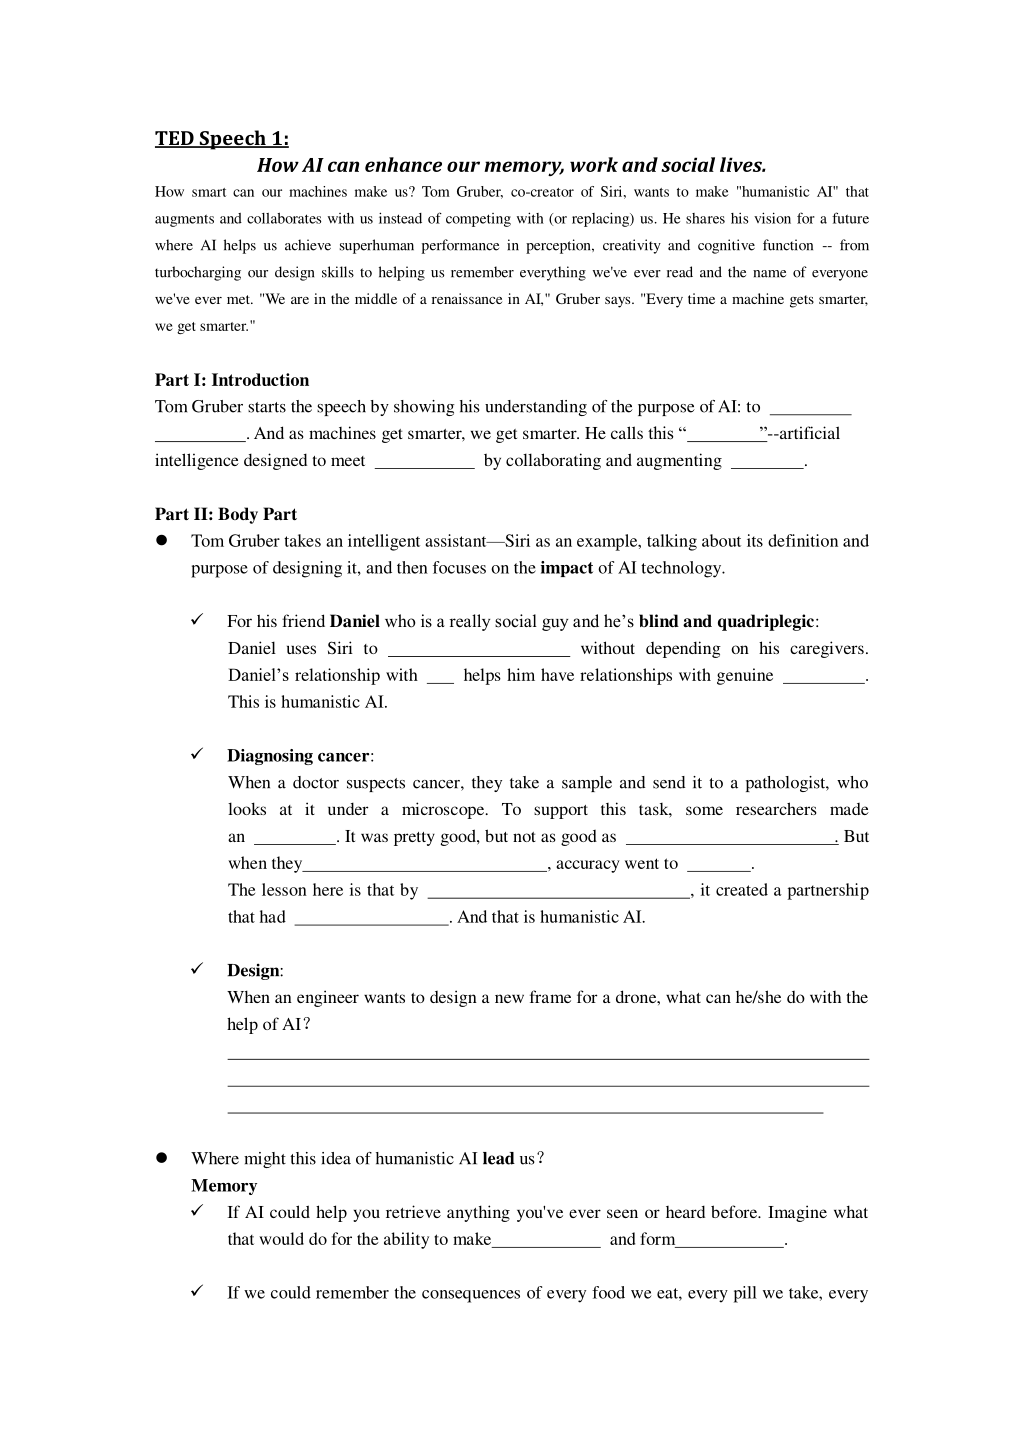 TED Speech 1:
How AI can enhance our memory, work and social lives.
How smart can our machines make us? Tom Gruber, co-creator of Siri, wants to make "humanistic AI" that
augments and collaborates with us instead of competing with (or replacing) us. He shares his vision for a future
where AI helps us achieve superhuman performance in perception, creativity and cognitive function -- from
turbocharging our design skills to helping us remember everything we've ever read and the name of everyone
we've ever met. "We are in the middle of a renaissance in AI," Gruber says. "Every time a machine gets smarter,
we get smarter."
Part I: Introduction
Tom Gruber starts the speech by showing his understanding of the purpose of AI: to _________
__________. And as machines get smarter, we get smarter. He calls this “________”--artificial
intelligence designed to meet ___________ by collaborating and augmenting ________.
Part II: Body Part
● Tom Gruber takes an intelligent assistant—Siri as an example, talking about its definition and
purpose of designing it, and then focuses on the impact of AI technology.
✓ For his friend Daniel who is a really social guy and he’s blind and quadriplegic:
Daniel uses Siri to ____________________ without depending on his caregivers.
Daniel’s relationship with ___ helps him have relationships with genuine _________.
This is humanistic AI.
✓ Diagnosing cancer:
When a doctor suspects cancer, they take a sample and send it to a pathologist, who
looks at it under a microscope. To support this task, some researchers made
an _________. It was pretty good, but not as good as _______________________. But
when they___________________________, accuracy went to _______.
The lesson here is that by _____________________________, it created a partnership
that had _________________. And that is humanistic AI.
✓ Design:
When an engineer wants to design a new frame for a drone, what can he/she do with the
help of AI?
● Where might this idea of humanistic AI lead us?
Memory
✓ If AI could help you retrieve anything you've ever seen or heard before. Imagine what
that would do for the ability to make____________ and form____________.
✓ If we could remember the consequences of every food we eat, every pill we take, every